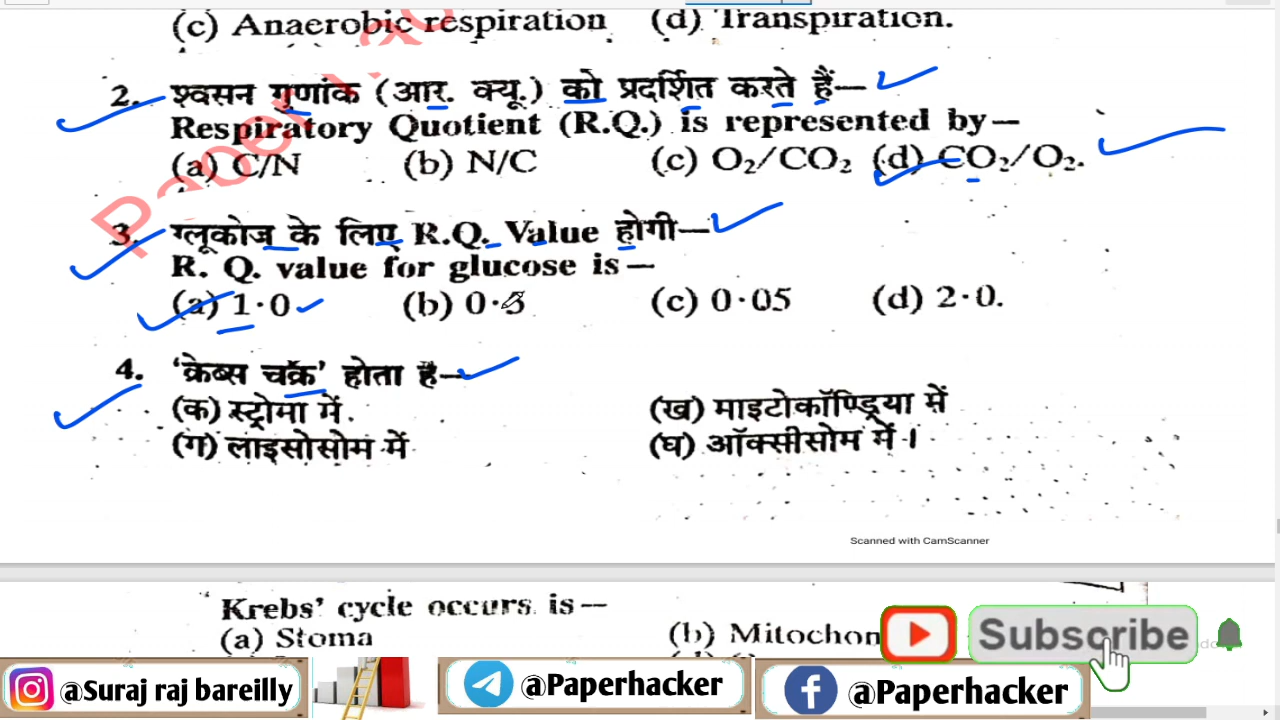 (c) Anaerobic respiration (d) Transpiration.
2. श्वसन गुणांक (आर. क्यू.) को प्रदर्शित करते हैं—
Respiratory Quotient (R.Q.) is represented by—
(a) C/N (b) N/C (c) O₂/CO₂ (d) CO₂/O₂.
3. ग्लूकोज के लिए R.Q. Value होगी—
R. Q. value for glucose is—
(a) 1·0 (b) 0·5 (c) 0·05 (d) 2·0.
4. 'क्रेब्स चक्र' होता है—
(क) स्ट्रोमा में (ख) माइटोकॉण्ड्रिया में
(ग) लाइसोसोम में (घ) ऑक्सीसोम में।
Scanned with CamScanner
Krebs' cycle occurs is—
(a) Stoma (b) Mitochon
Subscribe
@Suraj raj bareilly @Paperhacker @Paperhacker